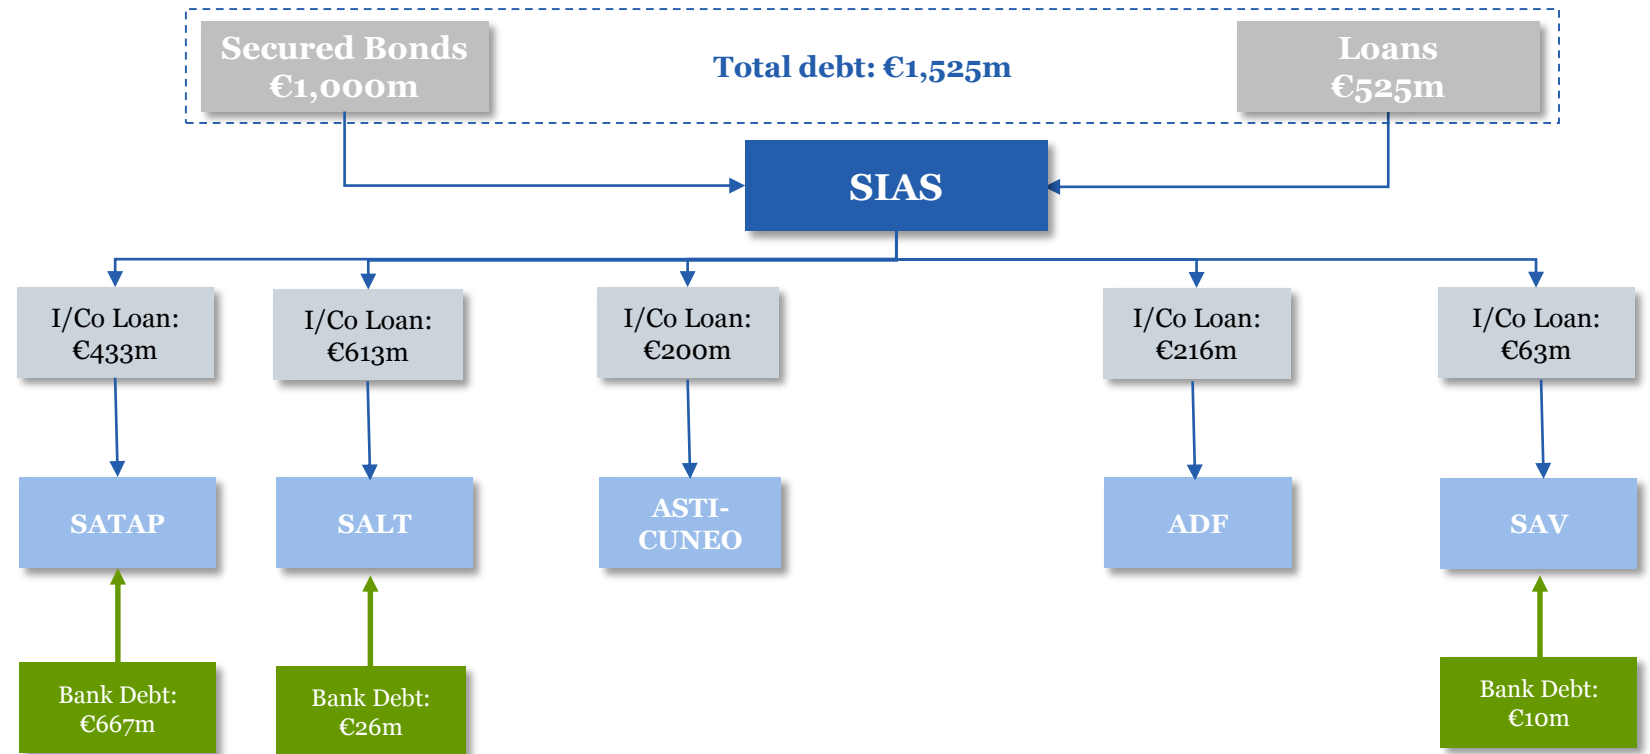 Secured Bonds
€1,000m
Total debt: €1,525m
Loans
€525m
SIAS
I/Co Loan:
€433m
I/Co Loan:
€613m
I/Co Loan:
€200m
I/Co Loan:
€216m
I/Co Loan:
€63m
SATAP
SALT
ASTI-
CUNEO
ADF
SAV
Bank Debt:
€667m
Bank Debt:
€26m
Bank Debt:
€10m